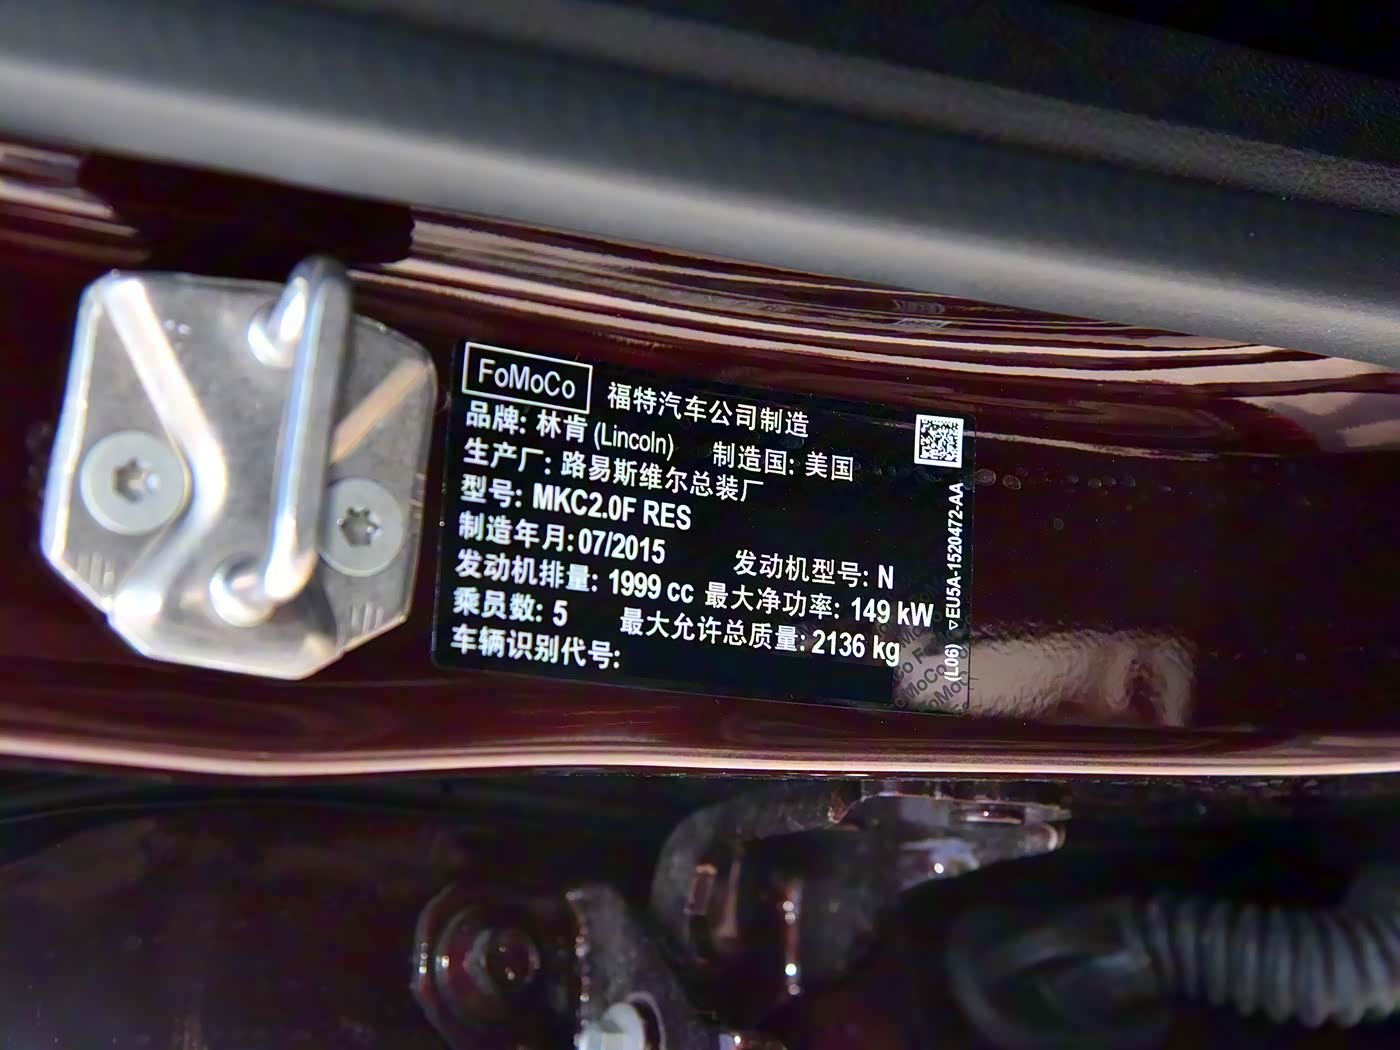 FoMoCo 福特汽车公司制造
品牌: 林肯 (Lincoln) 制造国: 美国
生产厂: 路易斯维尔总装厂
型号: MKC2.0F RES
制造年月: 07/2015 发动机型号: N
发动机排量: 1999 cc 最大净功率: 149 kW
乘员数: 5 最大允许总质量: 2136 kg
车辆识别代号:
(L06) ▽EU5A-1520472-AA